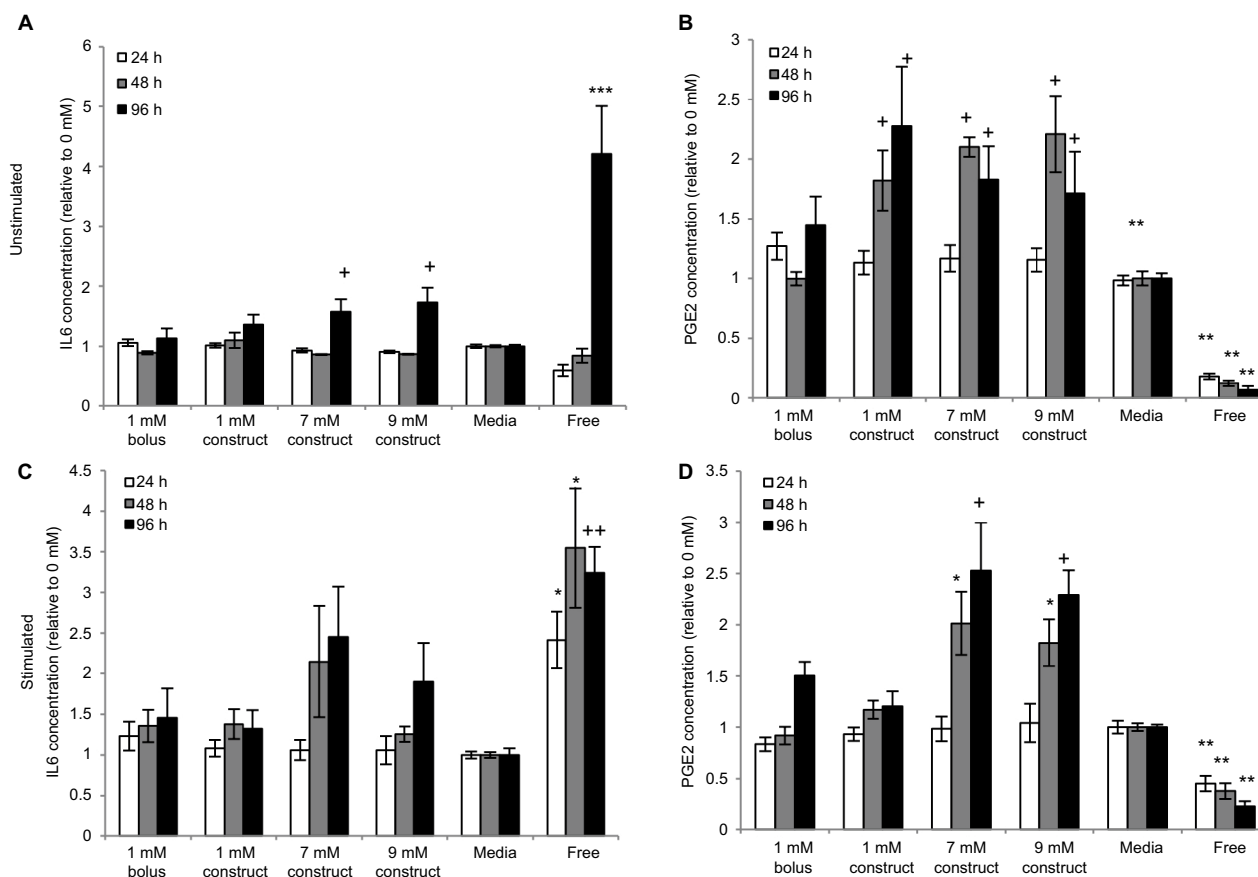 A
Unstimulated
IL6 concentration (relative to 0 mM)
6
5
4
3
2
1
0
24 h
48 h
96 h
+
+
***
1 mM
bolus
1 mM
construct
7 mM
construct
9 mM
construct
Media
Free
B
PGE2 concentration (relative to 0 mM)
3
2.5
2
1.5
1
0.5
0
24 h
48 h
96 h
+
+
+
+
+
+
**
**
**
**
1 mM
bolus
1 mM
construct
7 mM
construct
9 mM
construct
Media
Free
C
Stimulated
IL6 concentration (relative to 0 mM)
4.5
4
3.5
3
2.5
2
1.5
1
0.5
0
24 h
48 h
96 h
*
*
++
1 mM
bolus
1 mM
construct
7 mM
construct
9 mM
construct
Media
Free
D
PGE2 concentration (relative to 0 mM)
3.5
3
2.5
2
1.5
1
0.5
0
24 h
48 h
96 h
*
+
*
+
**
**
**
1 mM
bolus
1 mM
construct
7 mM
construct
9 mM
construct
Media
Free